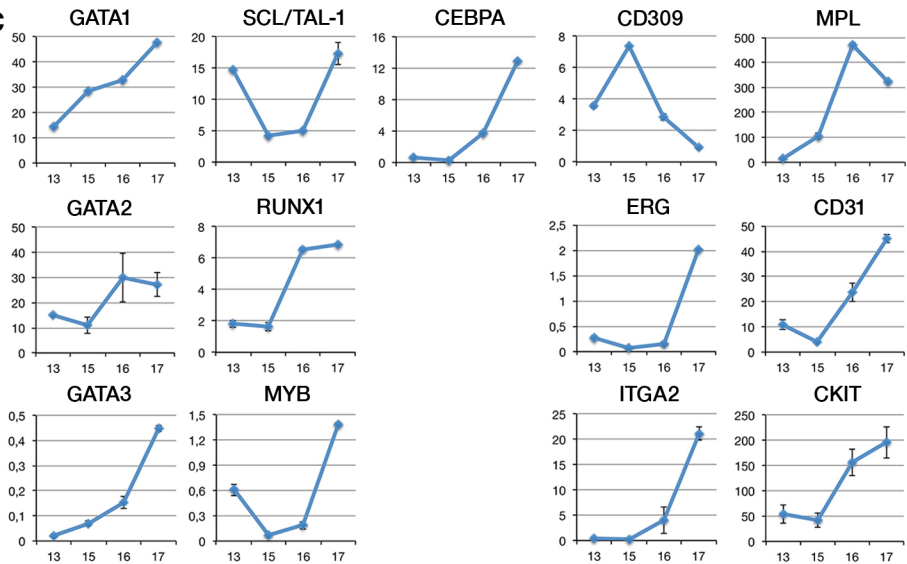 C
GATA1 SCL/TAL-1 CEBPA CD309 MPL
50 20 16 8 500
40 15 12 6 400
30 10 8 4 300
20 5 4 2 200
10 0 0 0 100
0 0
13 15 16 17 13 15 16 17 13 15 16 17 13 15 16 17 13 15 16 17
GATA2 RUNX1 ERG CD31
50 8 2,5 50
40 6 2 40
30 4 1,5 30
20 2 1 20
10 0 0,5 10
0 0 0
13 15 16 17 13 15 16 17 13 15 16 17 13 15 16 17
GATA3 MYB ITGA2 CKIT
0,5 1,5 25 250
0,4 1,2 20 200
0,3 0,9 15 150
0,2 0,6 10 100
0,1 0,3 5 50
0 0 0 0
13 15 16 17 13 15 16 17 13 15 16 17 13 15 16 17